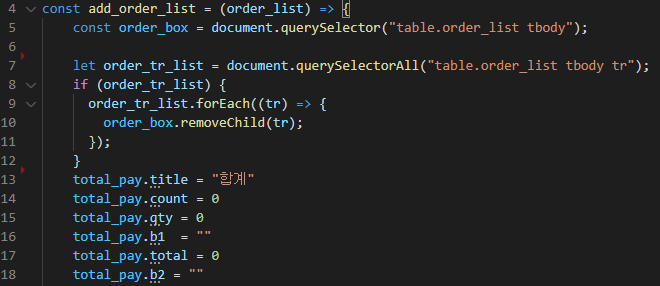 4 const add_order_list = (order_list) => {
5 const order_box = document.querySelector("table.order_list tbody");
6
7 let order_tr_list = document.querySelectorAll("table.order_list tbody tr");
8 if (order_tr_list) {
9 order_tr_list.forEach((tr) => {
10 order_box.removeChild(tr);
11 });
12 }
13 total_pay.title = "합계"
14 total_pay.count = 0
15 total_pay.qty = 0
16 total_pay.b1  = ""
17 total_pay.total = 0
18 total_pay.b2 = ""